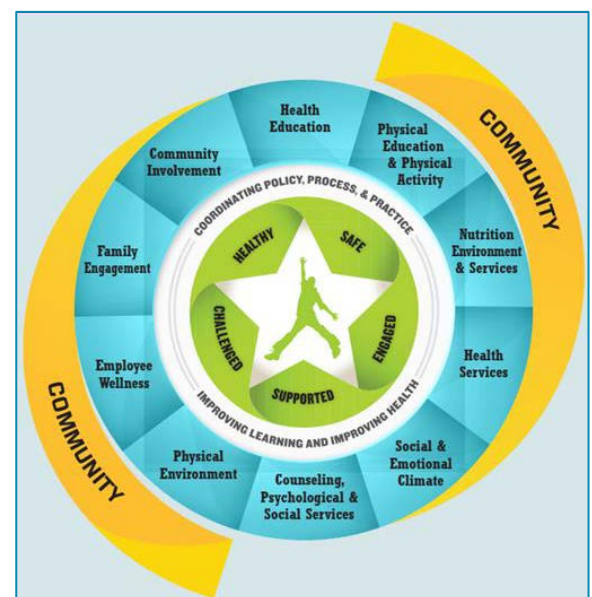 COMMUNITY
Health
Education
Physical
Education
& Physical
Activity
Nutrition
Environment
& Services
Health
Services
Social &
Emotional
Climate
Counseling,
Psychological &
Social Services
Physical
Environment
Employee
Wellness
Family
Engagement
Community
Involvement
COORDINATING POLICY, PROCESS, & PRACTICE
IMPROVING LEARNING AND IMPROVING HEALTH
HEALTHY
SAFE
ENGAGED
SUPPORTED
CHALLENGED
COMMUNITY